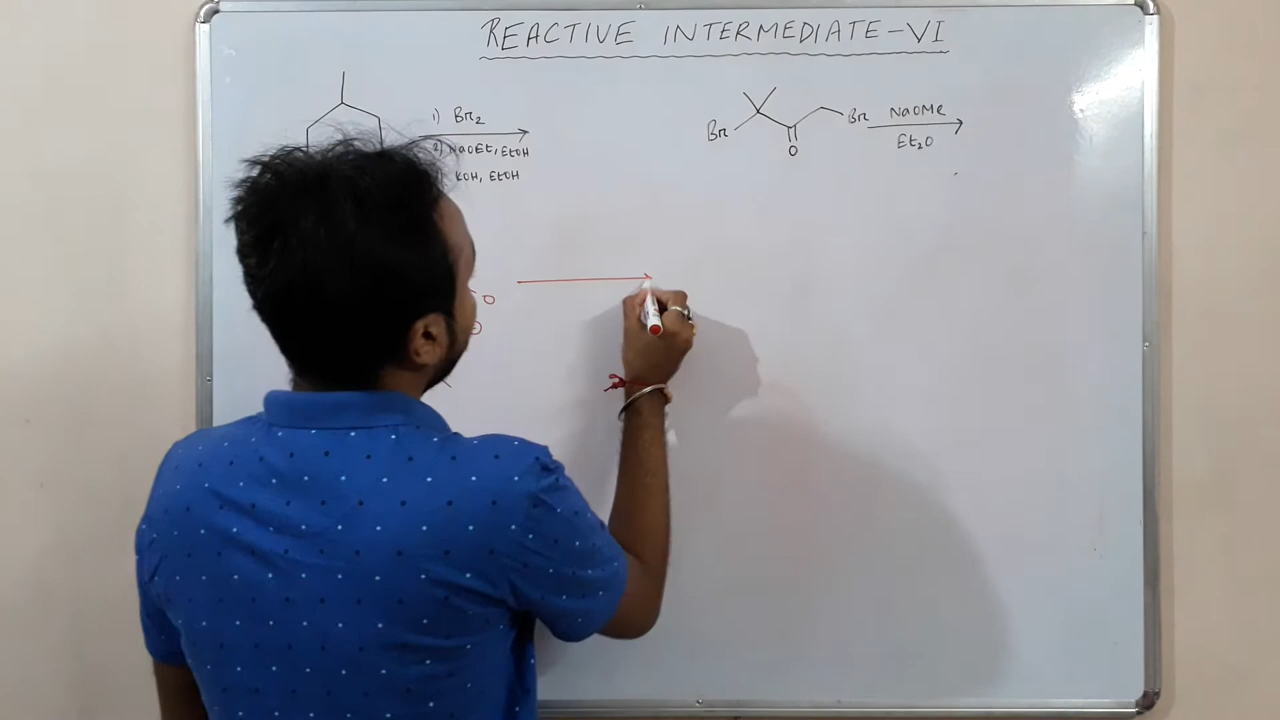 REACTIVE INTERMEDIATE-VI
1) Br2
2) NaOEt, EtOH
KOH, EtOH
Br
O
Br
NaOMe
Et2O
O
O